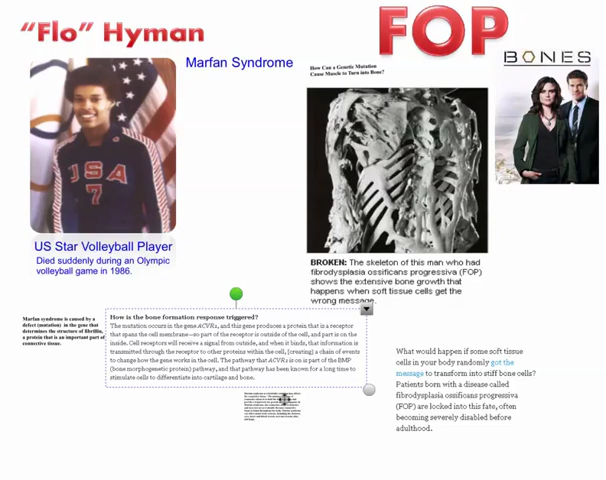 "Flo" Hyman
FOP
BONES
Marfan Syndrome
How Can a Genetic Mutation
Cause Muscle to Turn into Bone?
USA
7
US Star Volleyball Player
Died suddenly during an Olympic
volleyball game in 1986.
BROKEN: The skeleton of this man who had
fibrodysplasia ossificans progressiva (FOP)
shows the extensive bone growth that
happens when soft tissue cells get the
wrong message.
Marfan syndrome is caused by a
defect (mutation) in the gene that
determines the structure of fibrillin,
a protein that is an important part of
connective tissue.
How is the bone formation response triggered?
The mutation occurs in the gene ACVR1, and this gene produces a protein that is a receptor
that spans the cell membrane—so part of the receptor is outside of the cell, and part is on the
inside. Cell receptors will receive a signal from outside, and when it binds, that information is
transmitted through the receptor to other proteins within the cell, [creating] a chain of events
to change how the gene works in the cell. The pathway that ACVR1 is on is part of the BMP
(bone morphogenetic protein) pathway, and that pathway has been known for a long time to
stimulate cells to differentiate into cartilage and bone.
What would happen if some soft tissue
cells in your body randomly got the
message to transform into stiff bone cells?
Patients born with a disease called
fibrodysplasia ossificans progressiva
(FOP) are locked into this fate, often
becoming severely disabled before
adulthood.